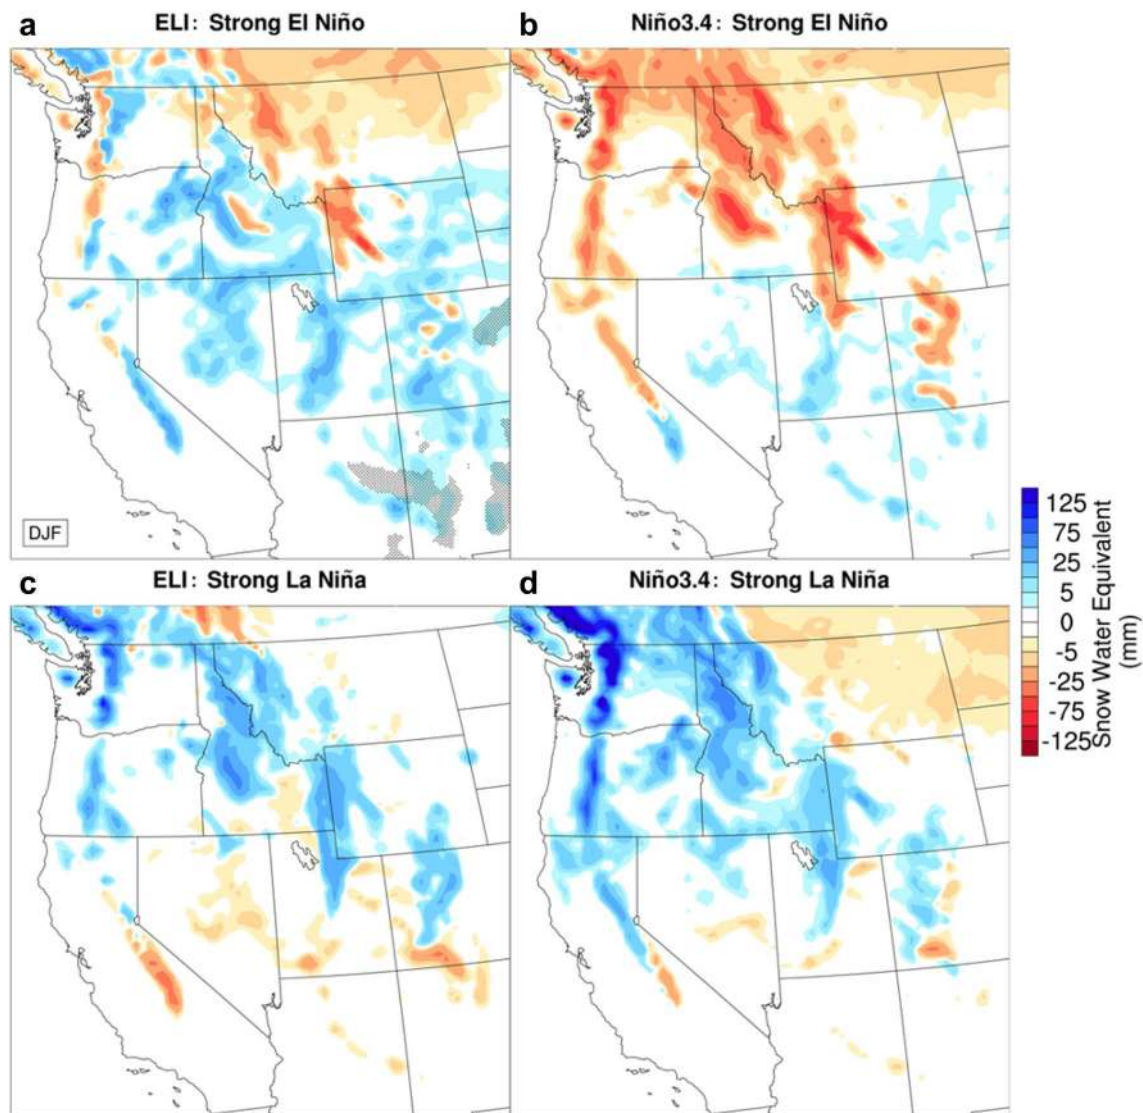 a ELI: Strong El Niño
b Niño3.4: Strong El Niño
DJF
c ELI: Strong La Niña
d Niño3.4: Strong La Niña
125
75
25
5
0
-5
-25
-75
-125
Snow Water Equivalent
(mm)